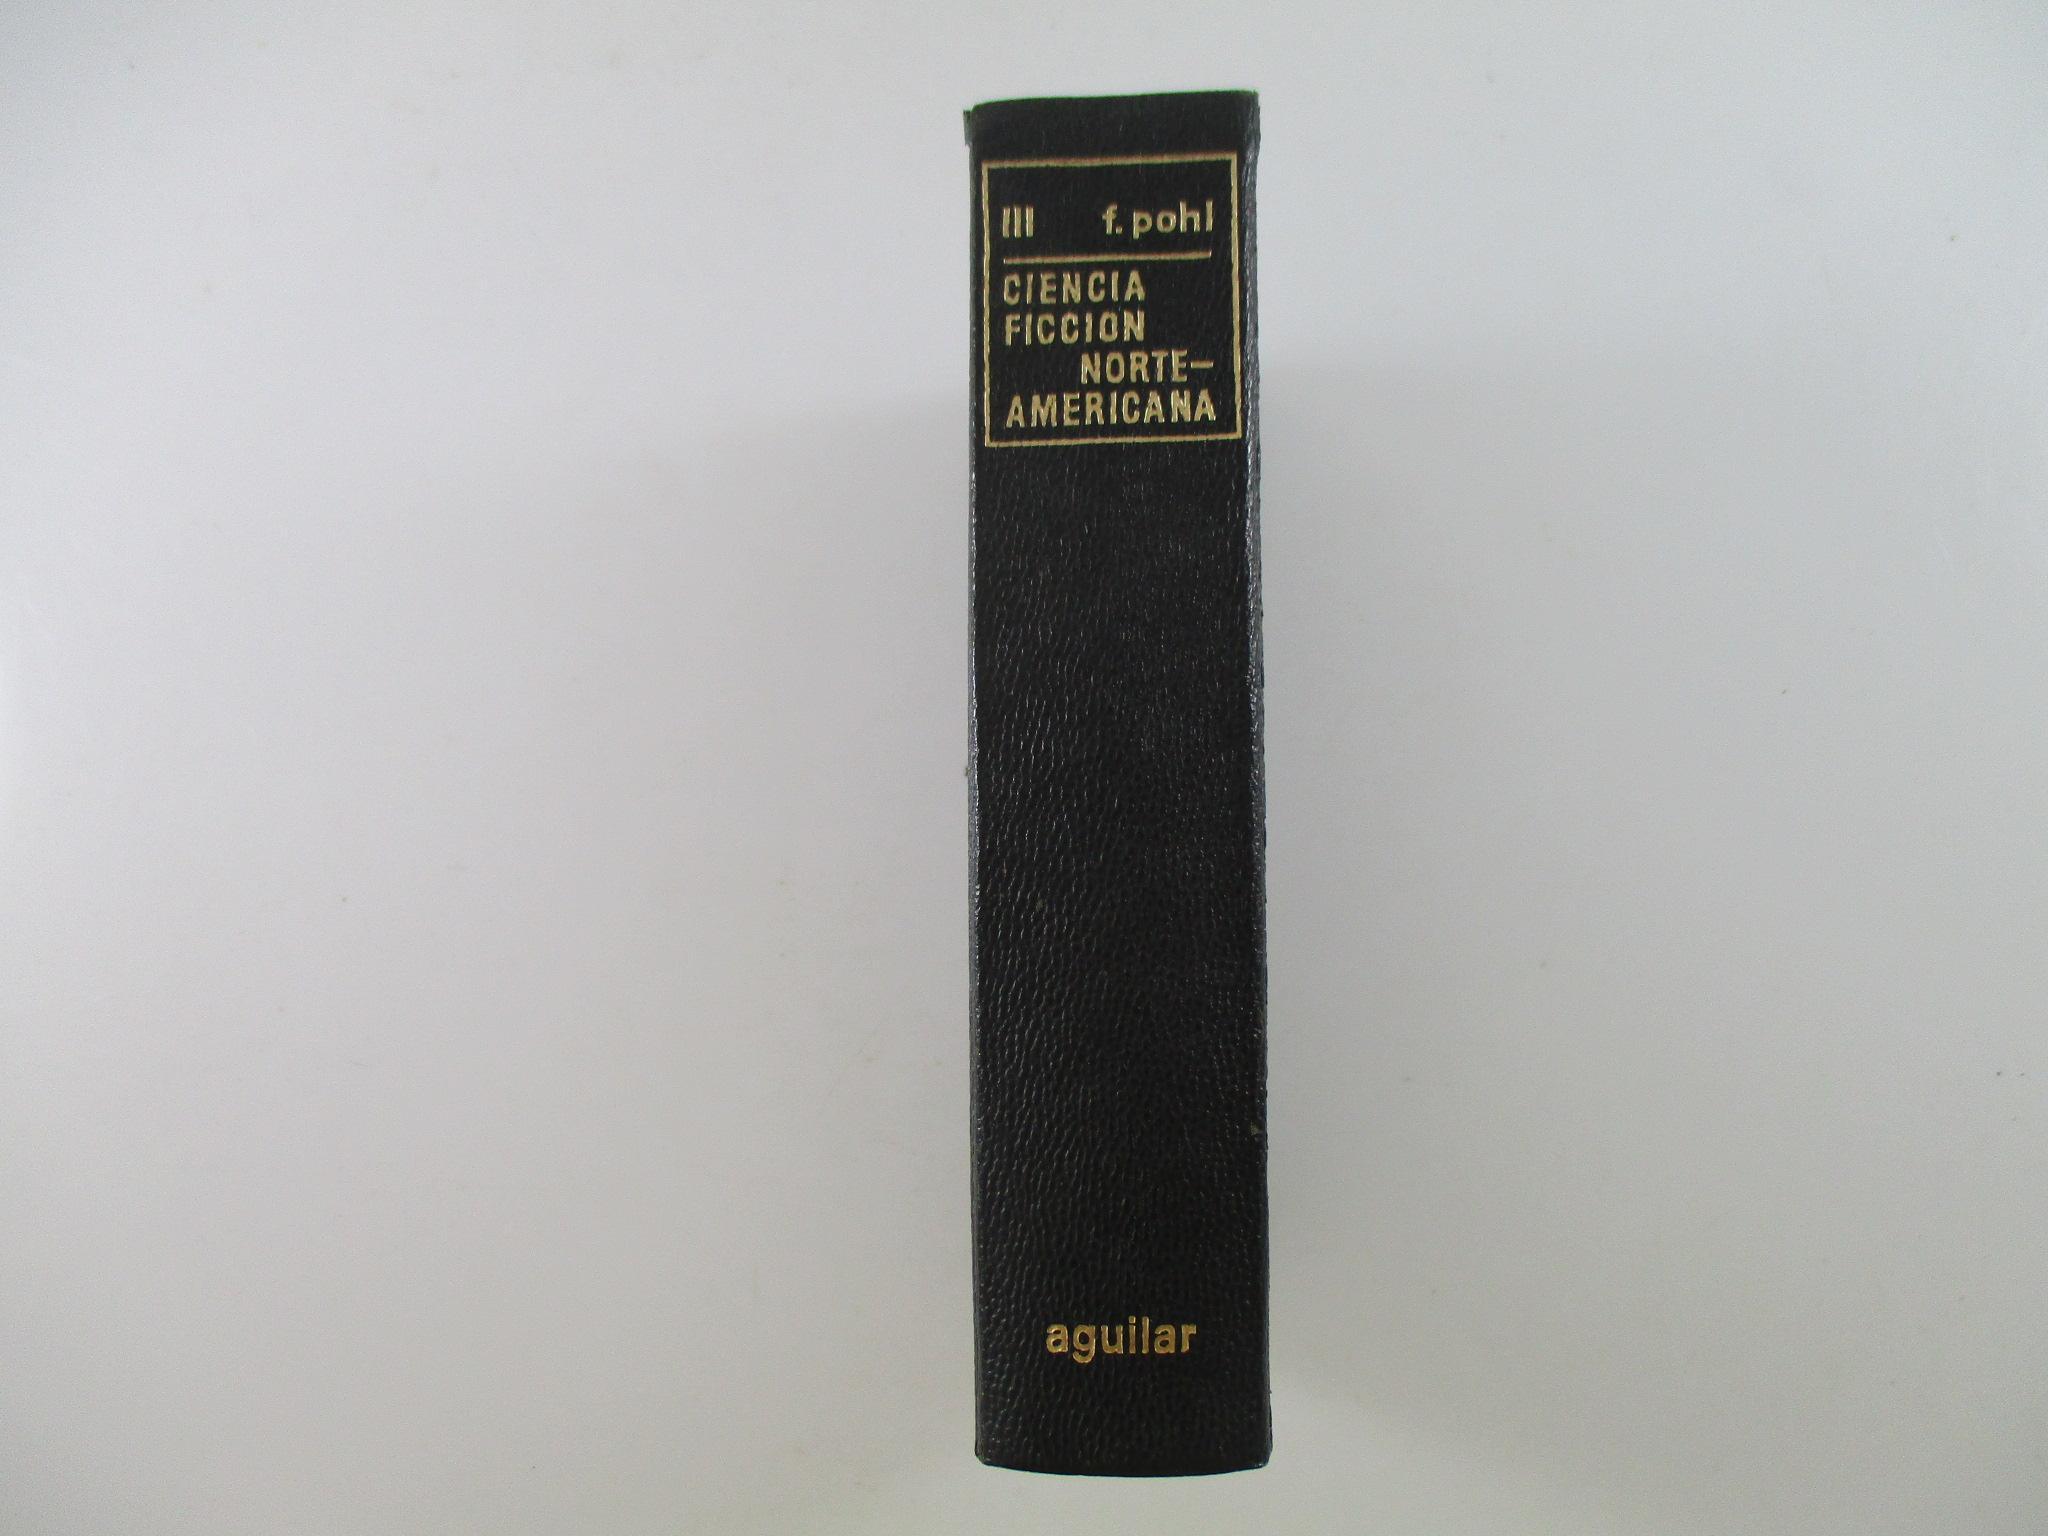 III f. pohl
CIENCIA
FICCION
NORTE-
AMERICANA
aguilar